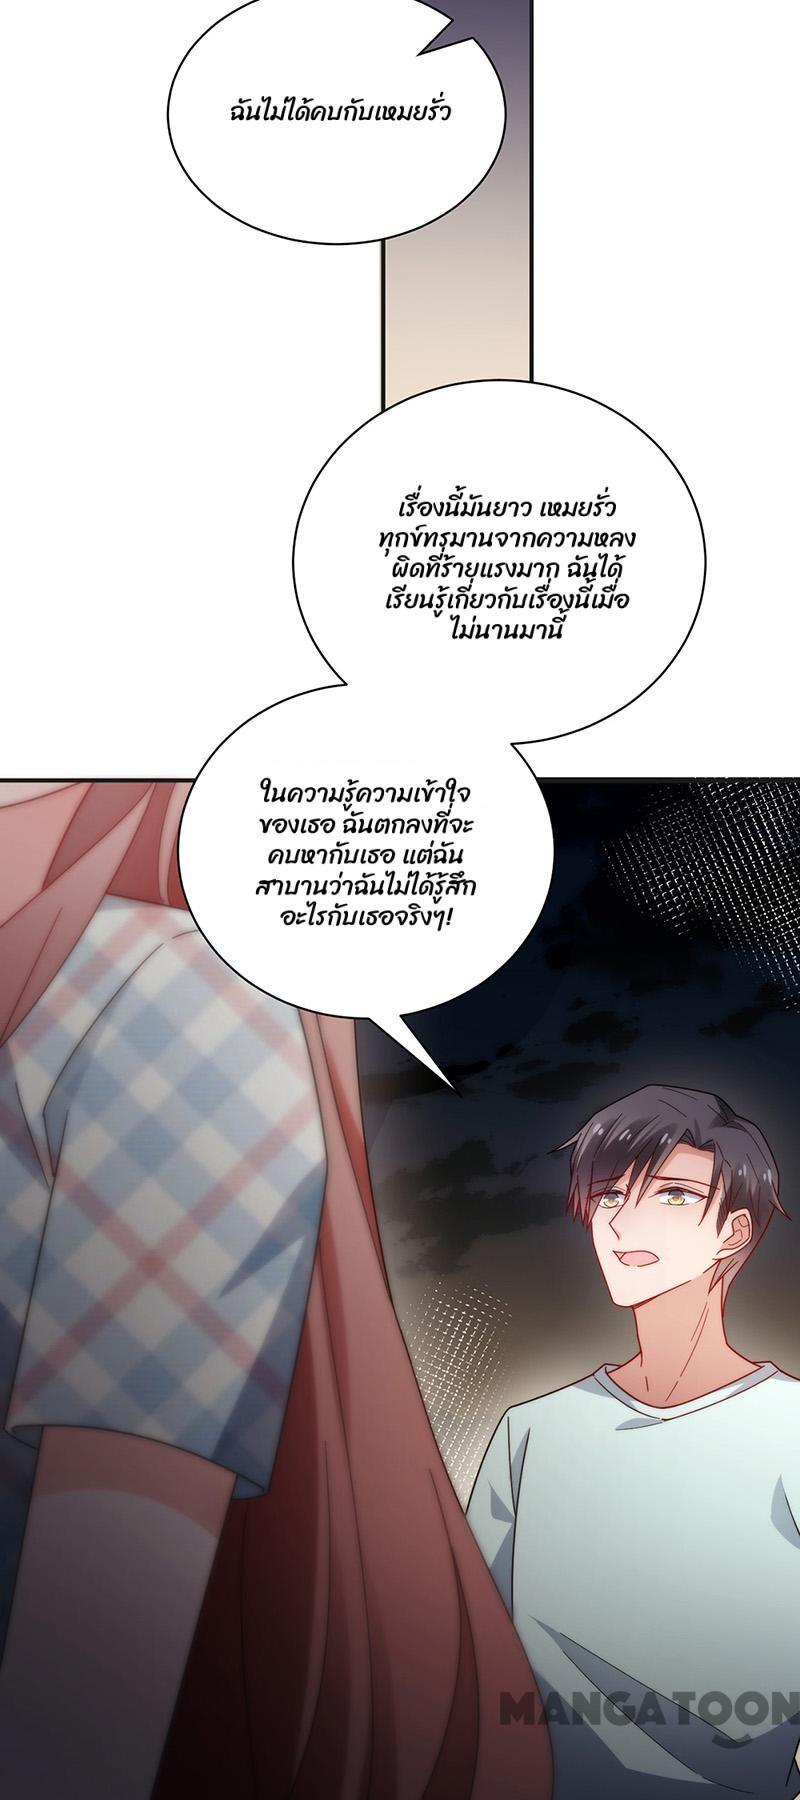 ฉันไม่ได้คบกับเหมยรั่ว
เรื่องนี้มันยาว เหมยรั่ว
ทุกข์ทรมานจากความหลง
ผิดที่ร้ายแรงมาก ฉันได้
เรียนรู้เกี่ยวกับเรื่องนี้เมื่อ
ไม่นานมานี้
ในความรู้ความเข้าใจ
ของเธอ ฉันตกลงที่จะ
คบหากับเธอ แต่ฉัน
สาบานว่าฉันไม่ได้รู้สึก
อะไรกับเธอจริงๆ!
MANGATOON